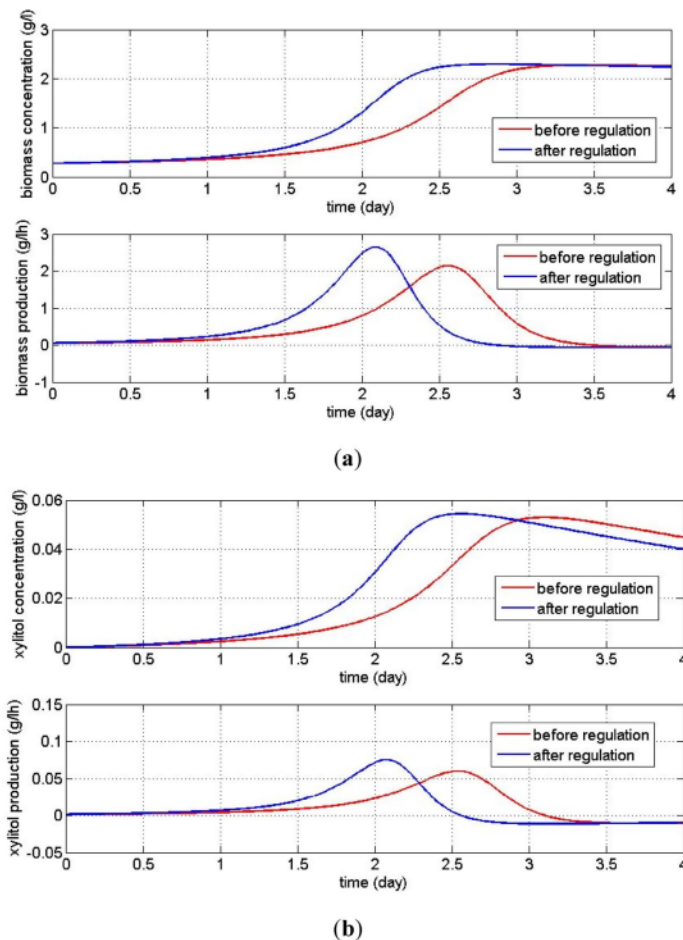 biomass concentration (g/l)
3
2
1
0
0 0.5 1 1.5 2 2.5 3 3.5 4
time (day)
before regulation
after regulation
biomass production (g/lh)
3
2
1
0
-1
0 0.5 1 1.5 2 2.5 3 3.5 4
time (day)
before regulation
after regulation
(a)
xylitol concentration (g/l)
0.06
0.04
0.02
0
0 0.5 1 1.5 2 2.5 3 3.5 4
time (day)
before regulation
after regulation
xylitol production (g/lh)
0.15
0.1
0.05
0
-0.05
0 0.5 1 1.5 2 2.5 3 3.5 4
time (day)
before regulation
after regulation
(b)